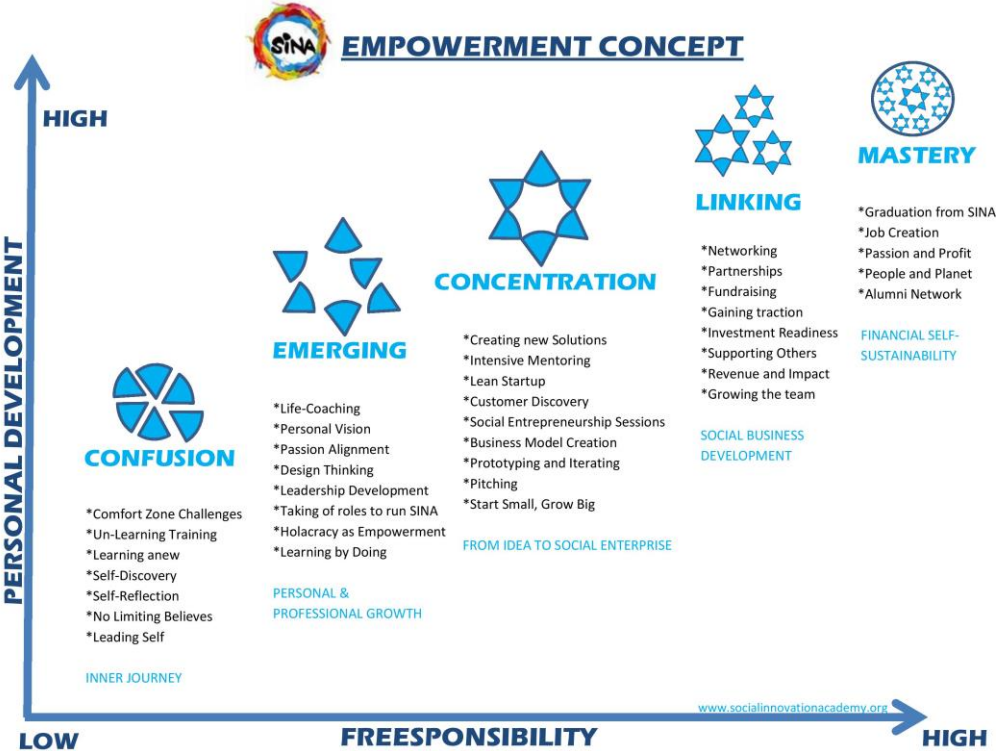 SiNA
EMPOWERMENT CONCEPT
HIGH
PERSONAL DEVELOPMENT
CONFUSION
*Comfort Zone Challenges
*Un-Learning Training
*Learning anew
*Self-Discovery
*Self-Reflection
*No Limiting Believes
*Leading Self
INNER JOURNEY
EMERGING
*Life-Coaching
*Personal Vision
*Passion Alignment
*Design Thinking
*Leadership Development
*Taking of roles to run SINA
*Holacracy as Empowerment
*Learning by Doing
PERSONAL &
PROFESSIONAL GROWTH
CONCENTRATION
*Creating new Solutions
*Intensive Mentoring
*Lean Startup
*Customer Discovery
*Social Entrepreneurship Sessions
*Business Model Creation
*Prototyping and Iterating
*Pitching
*Start Small, Grow Big
FROM IDEA TO SOCIAL ENTERPRISE
LINKING
*Networking
*Partnerships
*Fundraising
*Gaining traction
*Investment Readiness
*Supporting Others
*Revenue and Impact
*Growing the team
SOCIAL BUSINESS
DEVELOPMENT
MASTERY
*Graduation from SINA
*Job Creation
*Passion and Profit
*People and Planet
*Alumni Network
FINANCIAL SELF-
SUSTAINABILITY
www.socialinnovationacademy.org
LOW
FREESPONSIBILITY
HIGH